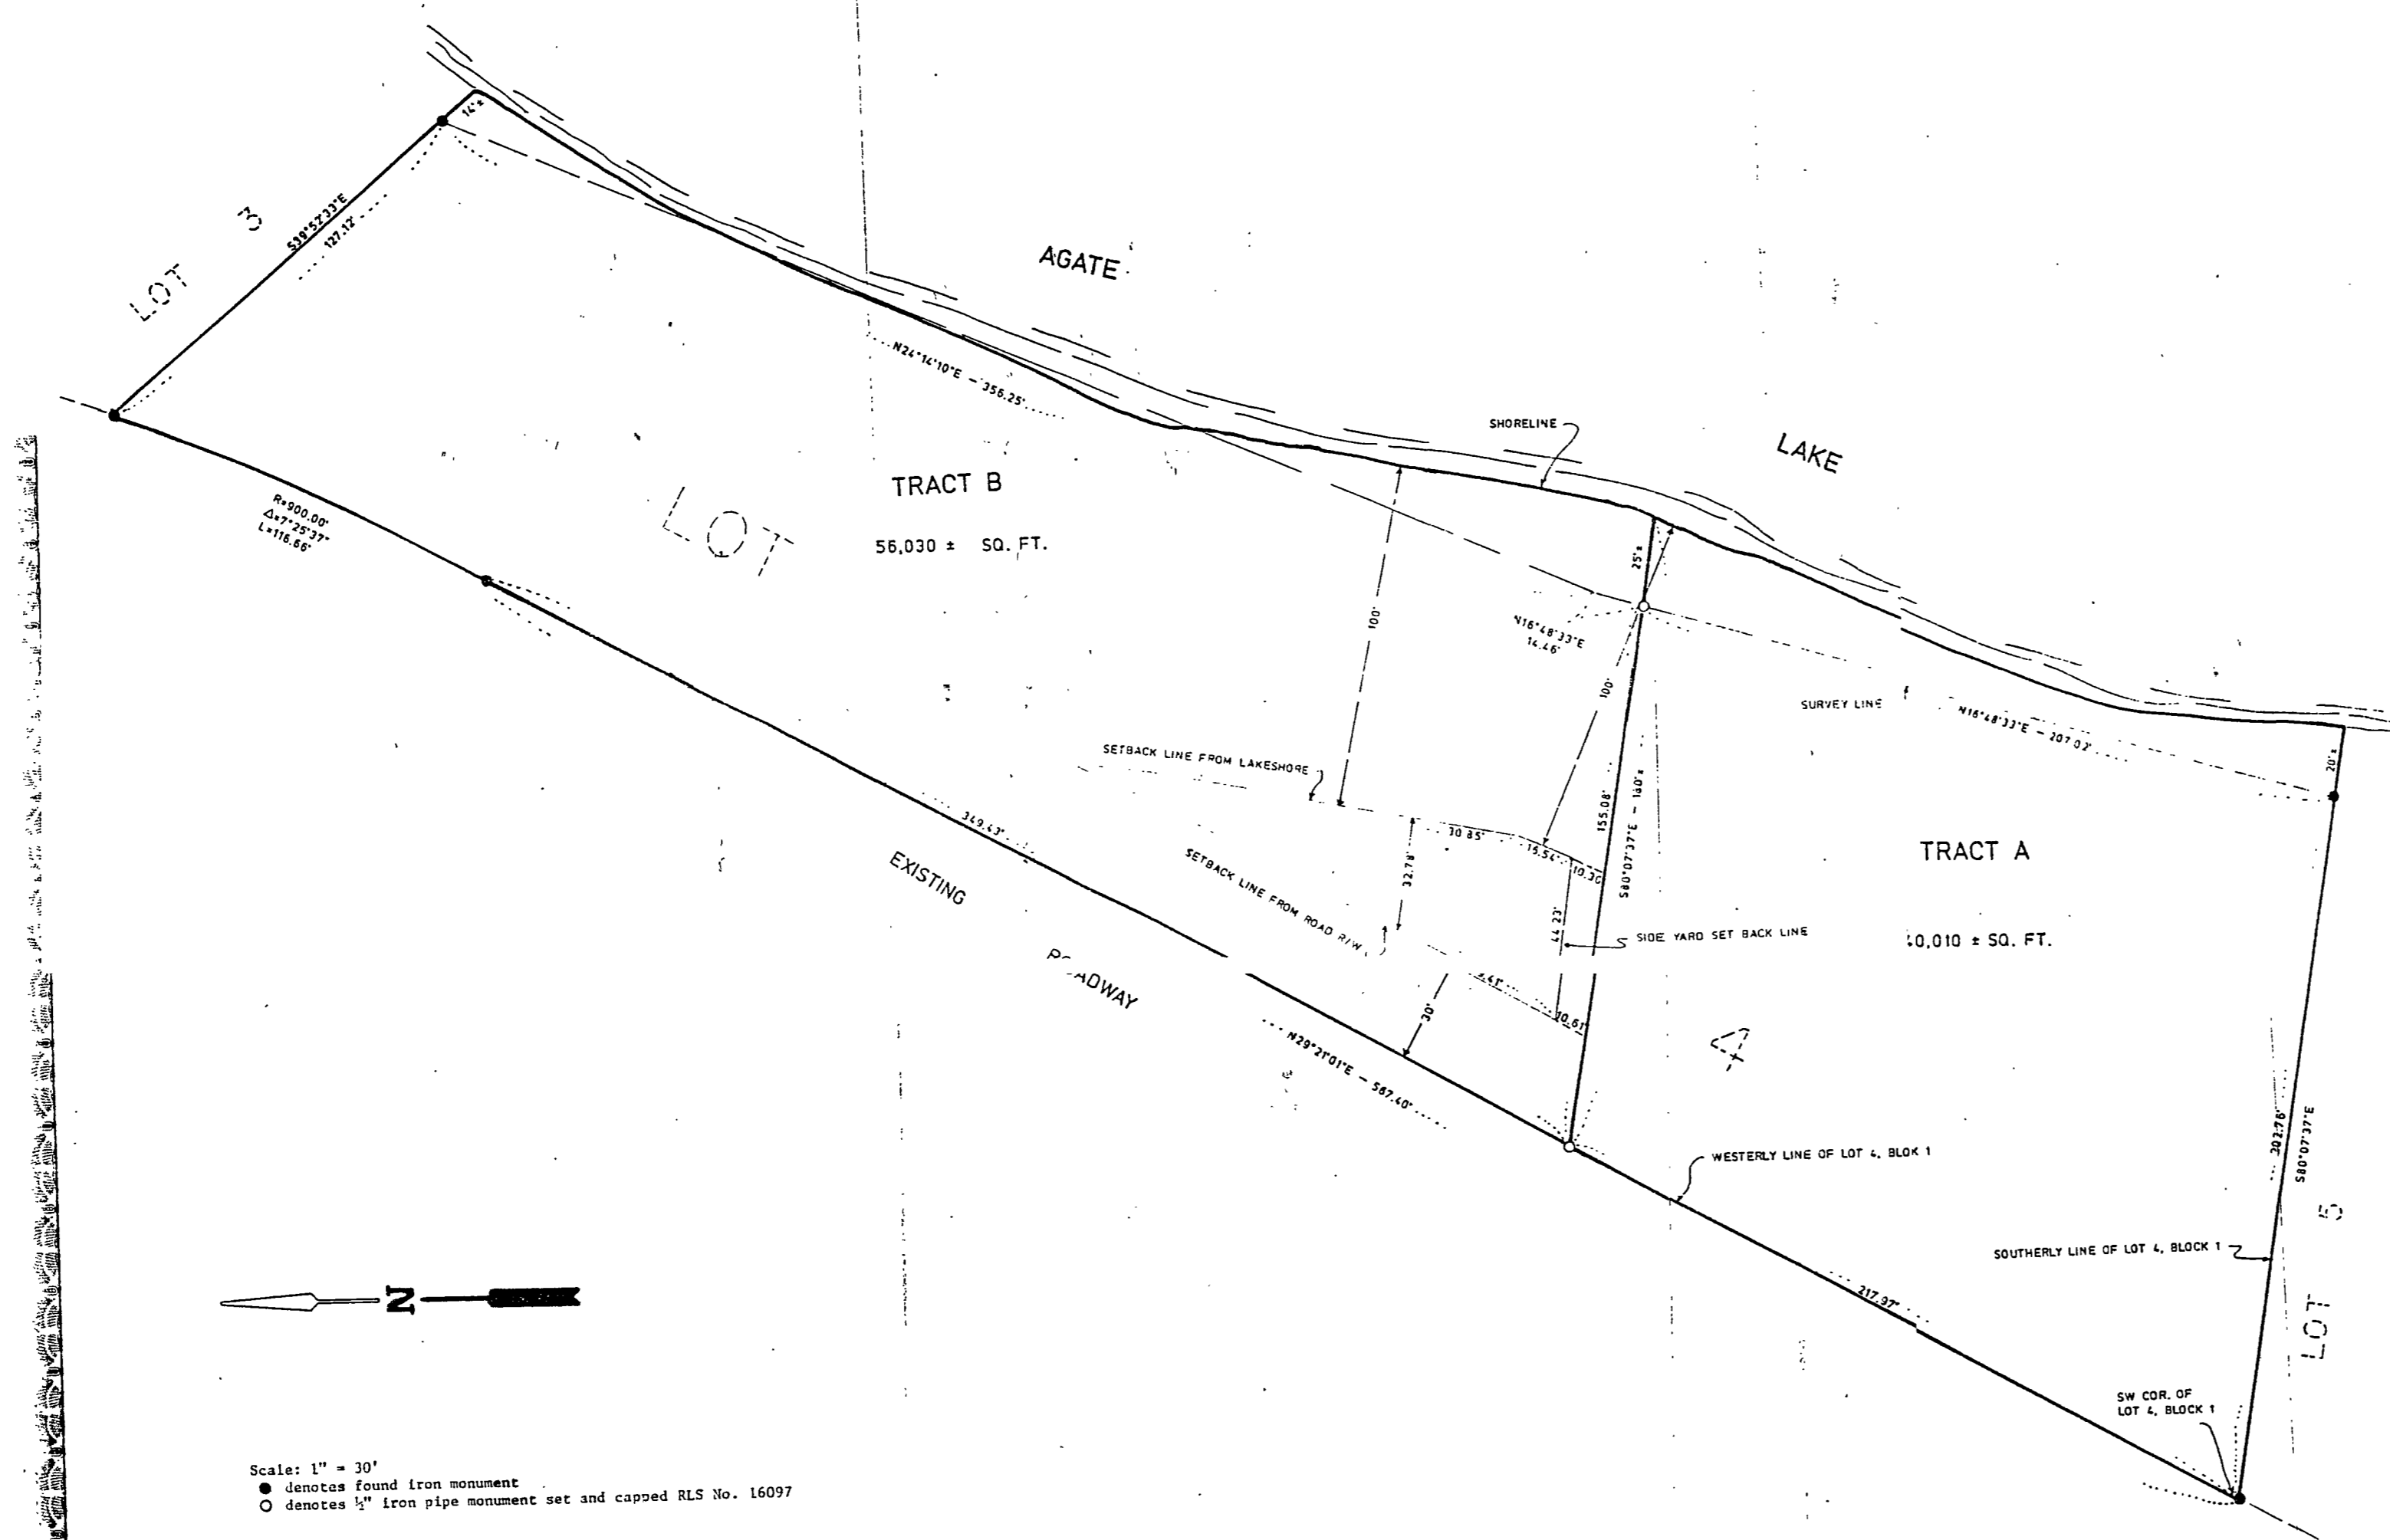 14'±
S39°52'33"E
127.12'
LOT 3
AGATE
LAKE
N24°14'10"E - 356.25'
SHORELINE
R=900.00'
Δ=7°25'37"
L=116.66'
TRACT B
56,030 ± SQ. FT.
LOT 4
25'±
100'
N16°48'33"E
14.46'
100'
SURVEY LINE
N16°48'33"E - 207.02'
20'±
SETBACK LINE FROM LAKESHORE
155.08'
S80°07'37"E - 180'±
30.85'
15.54'
10.30'
32.78'
SETBACK LINE FROM ROAD R/W
44.23'
SIDE YARD SET BACK LINE
TRACT A
0,010 ± SQ. FT.
349.43'
EXISTING
ROADWAY
30'
10.61'
N29°21'01"E - 567.40'
WESTERLY LINE OF LOT 4, BLOK 1
202.76'
S80°07'37"E
LOT 5
SOUTHERLY LINE OF LOT 4, BLOCK 1
217.97'
N
SW COR. OF
LOT 4, BLOCK 1
Scale: 1" = 30'
denotes found iron monument
denotes ½" iron pipe monument set and capped RLS No. 16097